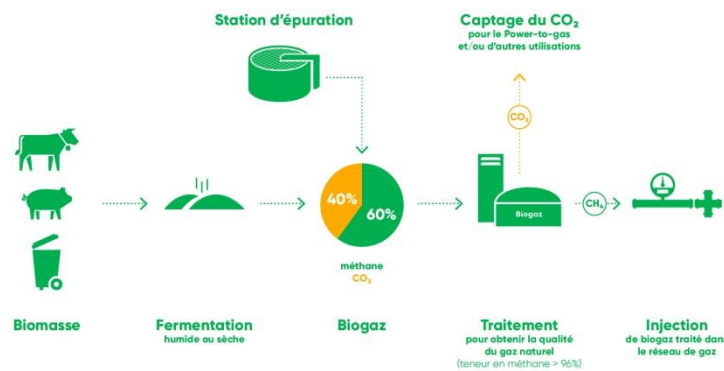 Station d'épuration
Captage du CO₂
pour le Power-to-gas
et/ou d'autres utilisations
CO₂
40%
60%
Biogaz
CH₄
méthane
CO₂
Biomasse
Fermentation
humide ou sèche
Biogaz
Traitement
pour obtenir la qualité
du gaz naturel
(teneur en méthane > 96%)
Injection
de biogaz traité dans
le réseau de gaz